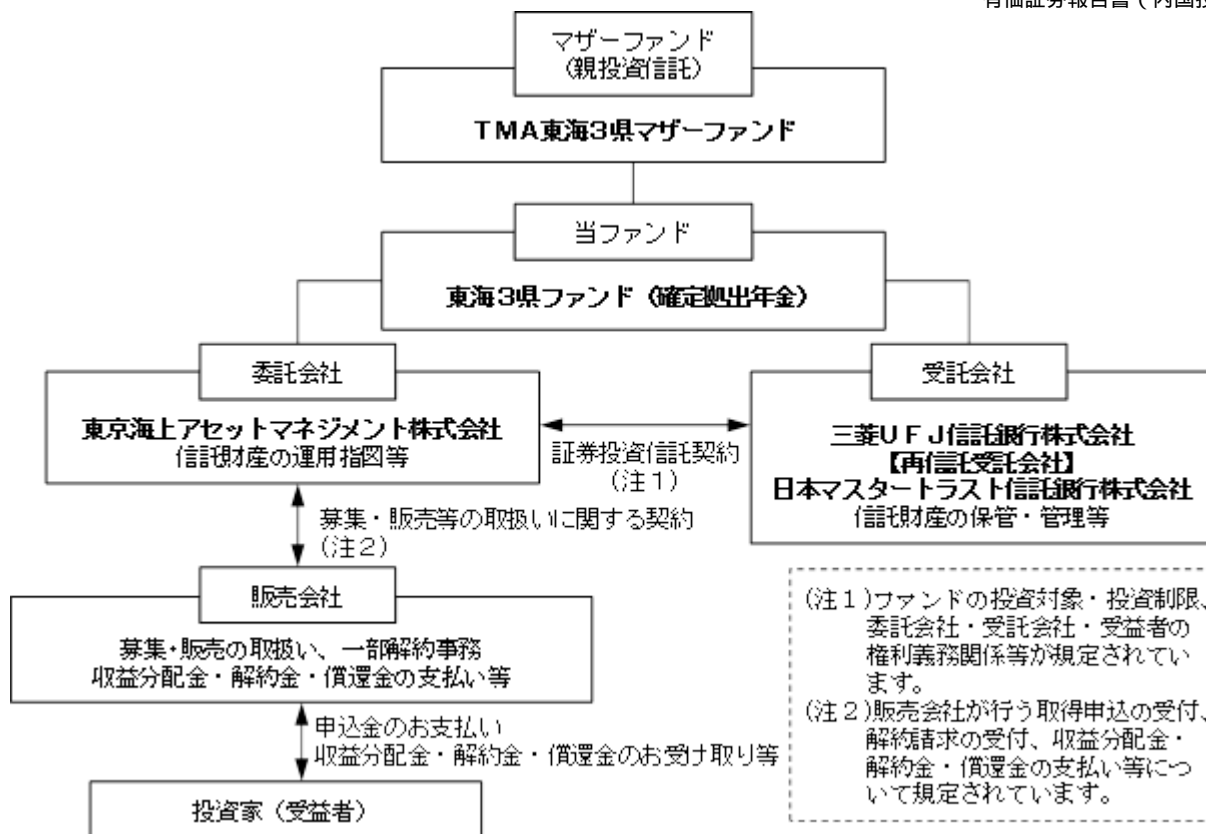 有価証券報告書(内国投
マザーファンド
(親投資信託)
TMA東海3県マザーファンド
当ファンド
東海3県ファンド(確定拠出年金)
委託会社
東京海上アセットマネジメント株式会社
信託財産の運用指図等
証券投資信託契約
(注1)
受託会社
三菱UFJ信託銀行株式会社
【再信託受託会社】
日本マスタートラスト信託銀行株式会社
信託財産の保管・管理等
募集・販売等の取扱いに関する契約
(注2)
販売会社
募集・販売の取扱い、一部解約事務
収益分配金・解約金・償還金の支払い等
申込金のお支払い
収益分配金・解約金・償還金のお受け取り等
投資家(受益者)
(注1)ファンドの投資対象・投資制限、
委託会社・受託会社・受益者の
権利義務関係等が規定されてい
ます。
(注2)販売会社が行う取得申込の受付、
解約請求の受付、収益分配金・
解約金・償還金の支払い等につ
いて規定されています。